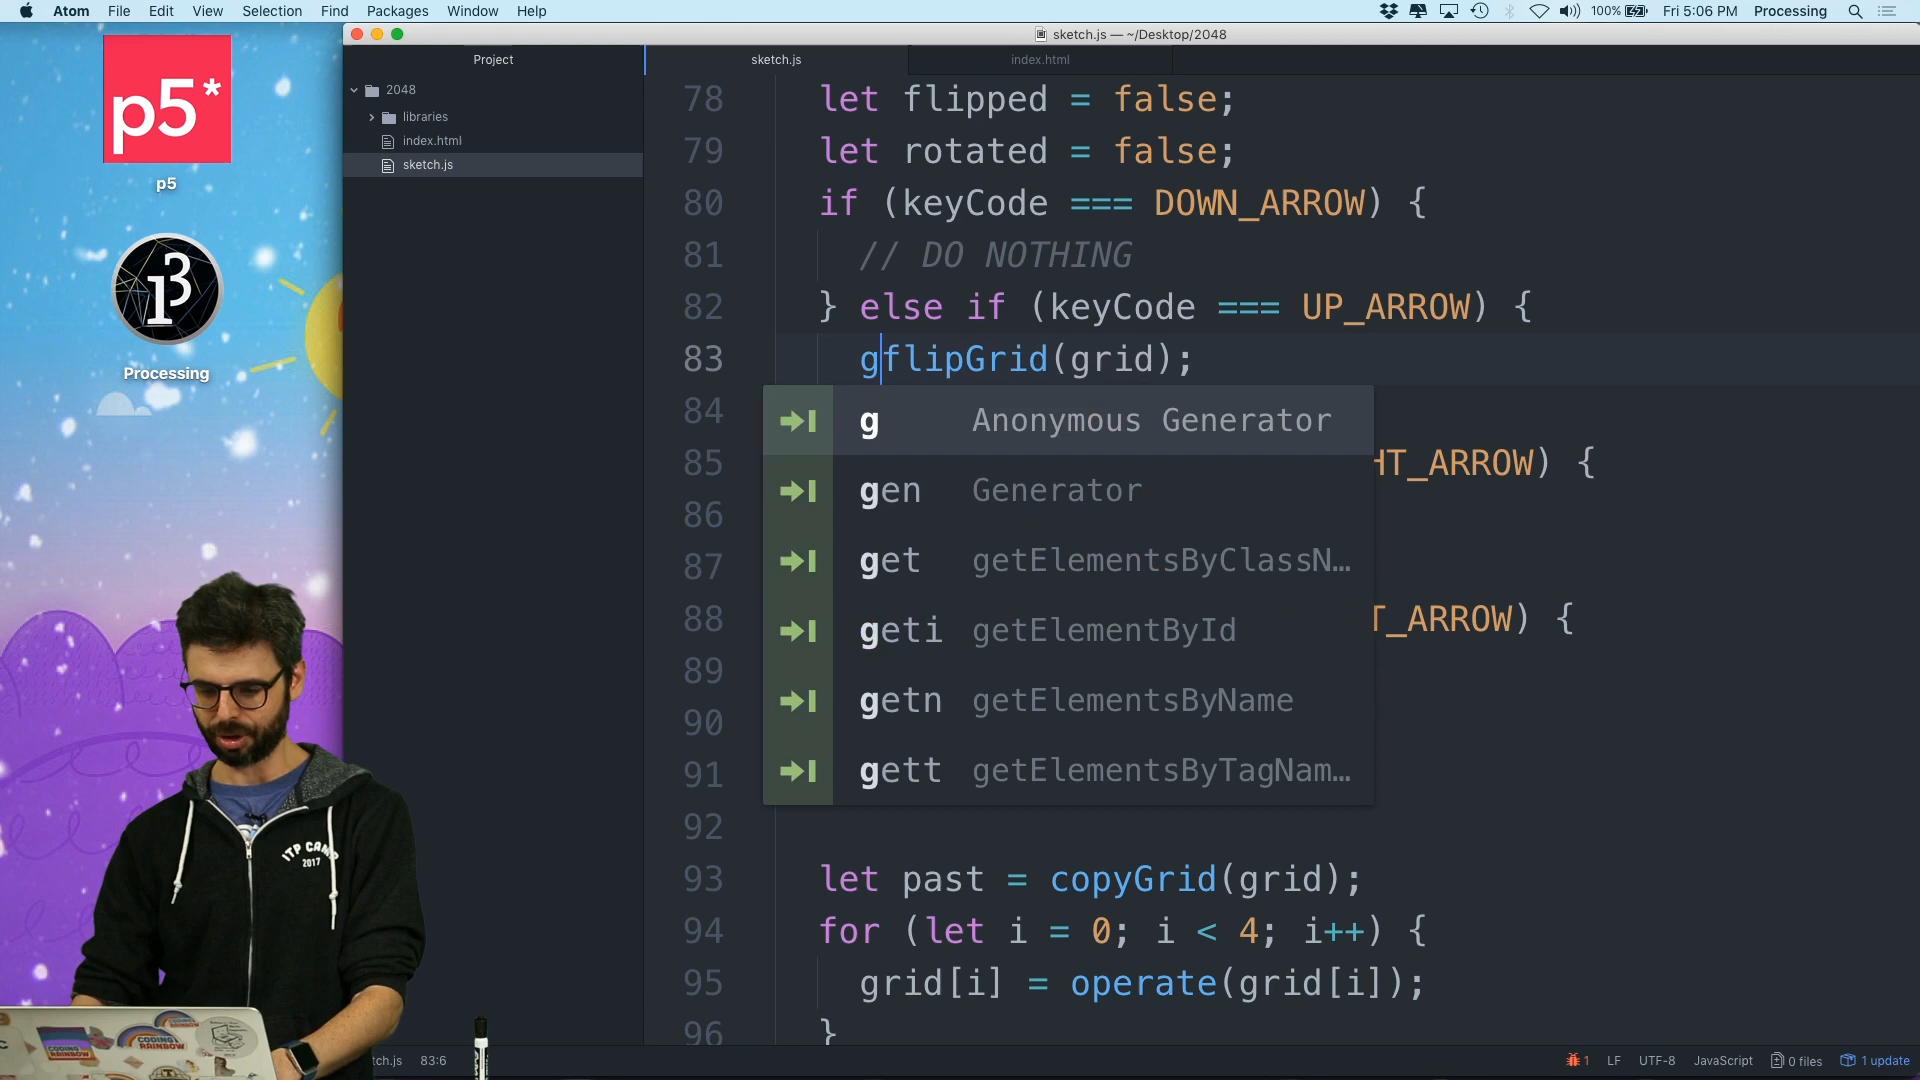 Atom File Edit View Selection Find Packages Window Help 100% Fri 5:06 PM Processing
sketch.js — ~/Desktop/2048
Project sketch.js index.html
2048
libraries
index.html
sketch.js
p5*
p5
Processing
78 let flipped = false;
79 let rotated = false;
80 if (keyCode === DOWN_ARROW) {
81 // DO NOTHING
82 } else if (keyCode === UP_ARROW) {
83 gflipGrid(grid);
84
g Anonymous Generator
85 HT_ARROW) {
gen Generator
86
get getElementsByClassN…
87
88 T_ARROW) {
geti getElementById
89
getn getElementsByName
90
91
gett getElementsByTagNam…
92
93 let past = copyGrid(grid);
94 for (let i = 0; i < 4; i++) {
95 grid[i] = operate(grid[i]);
96 }
ITP CAMP
2017
CODING
RAINBOW
tch.js 83:6 1 LF UTF-8 JavaScript 0 files 1 update